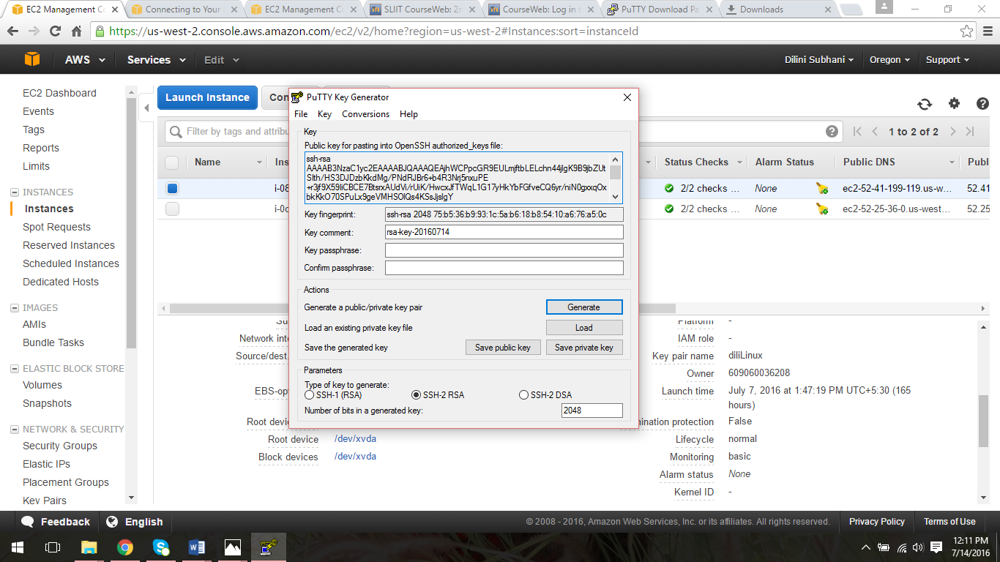 EC2 Management Co
Connecting to Your
EC2 Management C
SLIIT CourseWeb: 2n
CourseWeb: Log in t
PuTTY Download Pa
Downloads
https://us-west-2.console.aws.amazon.com/ec2/v2/home?region=us-west-2#Instances:sort=instanceId
AWS Services Edit Dilini Subhani Oregon Support
EC2 Dashboard
Events
Tags
Reports
Limits
INSTANCES
Instances
Spot Requests
Reserved Instances
Scheduled Instances
Dedicated Hosts
IMAGES
AMIs
Bundle Tasks
ELASTIC BLOCK STORE
Volumes
Snapshots
NETWORK & SECURITY
Security Groups
Elastic IPs
Placement Groups
Key Pairs
Launch Instance
Con
Filter by tags and attribu
1 to 2 of 2
Name Ins Status Checks Alarm Status Public DNS Publ
i-08 2/2 checks ... None ec2-52-41-199-119.us-w... 52.41
i-0c 2/2 checks ... None ec2-52-25-36-0.us-west... 52.25
PuTTY Key Generator
File Key Conversions Help
Key
Public key for pasting into OpenSSH authorized_keys file:
ssh-rsa
Key fingerprint: ssh-rsa 2048 75:b5:36:b9:93:1c:5a:b6:18:b8:54:10:a6:76:a5:0c
Key comment: rsa-key-20160714
Key passphrase:
Confirm passphrase:
Actions
Generate a public/private key pair Generate
Load an existing private key file Load
Save the generated key Save public key Save private key
Parameters
Type of key to generate:
SSH-1 (RSA) SSH-2 RSA SSH-2 DSA
Number of bits in a generated key: 2048
Su
Network inte
Source/dest.
EBS-opt
Root devic
Root device /dev/xvda
Block devices /dev/xvda
Platform -
IAM role -
Key pair name diliLinux
Owner 609060036208
Launch time July 7, 2016 at 1:47:19 PM UTC+5:30 (165
hours)
mination protection False
Lifecycle normal
Monitoring basic
Alarm status None
Kernel ID -
Feedback English © 2008 - 2016, Amazon Web Services, Inc. or its affiliates. All rights reserved. Privacy Policy Terms of Use
12:11 PM
7/14/2016